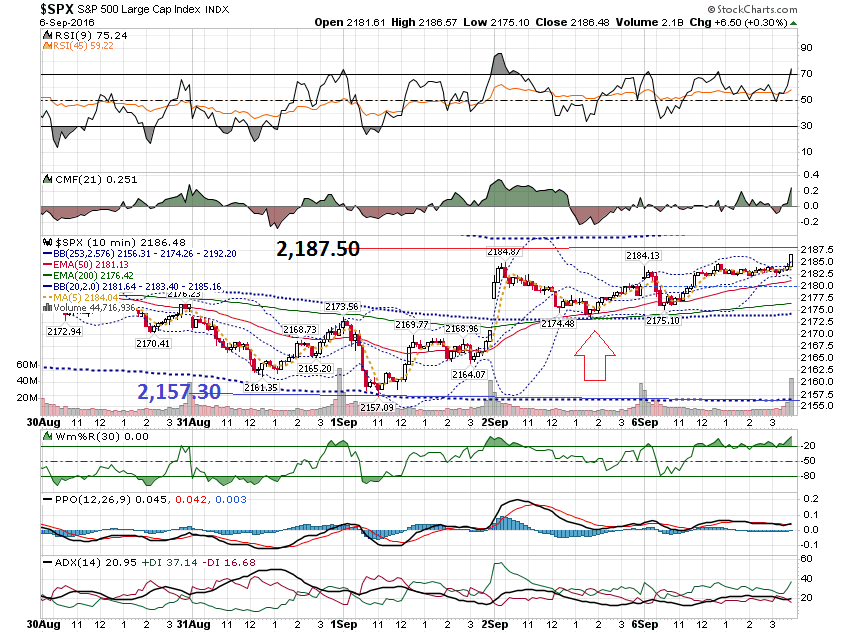 $SPX S&P 500 Large Cap Index INDX
© StockCharts.com
6-Sep-2016
Open 2181.61 High 2186.57 Low 2175.10 Close 2186.48 Volume 2.1B Chg +6.50 (+0.30%)
RSI(9) 75.24
RSI(45) 59.22
90
70
50
30
10
CMF(21) 0.251
0.4
0.2
0.0
-0.2
$SPX (10 min) 2186.48
BB(253,2.576) 2156.31 - 2174.26 - 2192.20
EMA(50) 2181.13
EMA(200) 2176.42
BB(20,2.0) 2181.64 - 2183.40 - 2185.16
MA(5) 2184.04
Volume 44,716,936
2,187.50
2,157.30
2172.94
2176.23
2170.41
2161.35
2168.73
2165.20
2173.56
2157.09
2169.77
2168.96
2164.07
2184.87
2174.48
2184.13
2175.10
2187.5
2185.0
2182.5
2180.0
2177.5
2175.0
2172.5
2170.0
2167.5
2165.0
2162.5
2160.0
2157.5
2155.0
60M
40M
20M
30Aug 11 12 1 2 3 31Aug 11 12 1 2 3 1Sep 11 12 1 2 3 2Sep 11 12 1 2 3 6Sep 11 12 1 2 3
Wm%R(30) 0.00
-20
-50
-80
PPO(12,26,9) 0.045, 0.042, 0.003
0.2
0.1
0.0
-0.1
ADX(14) 20.95 +DI 37.14 -DI 16.68
60
40
20
30Aug 11 12 1 2 3 31Aug 11 12 1 2 3 1Sep 11 12 1 2 3 2Sep 11 12 1 2 3 6Sep 11 12 1 2 3